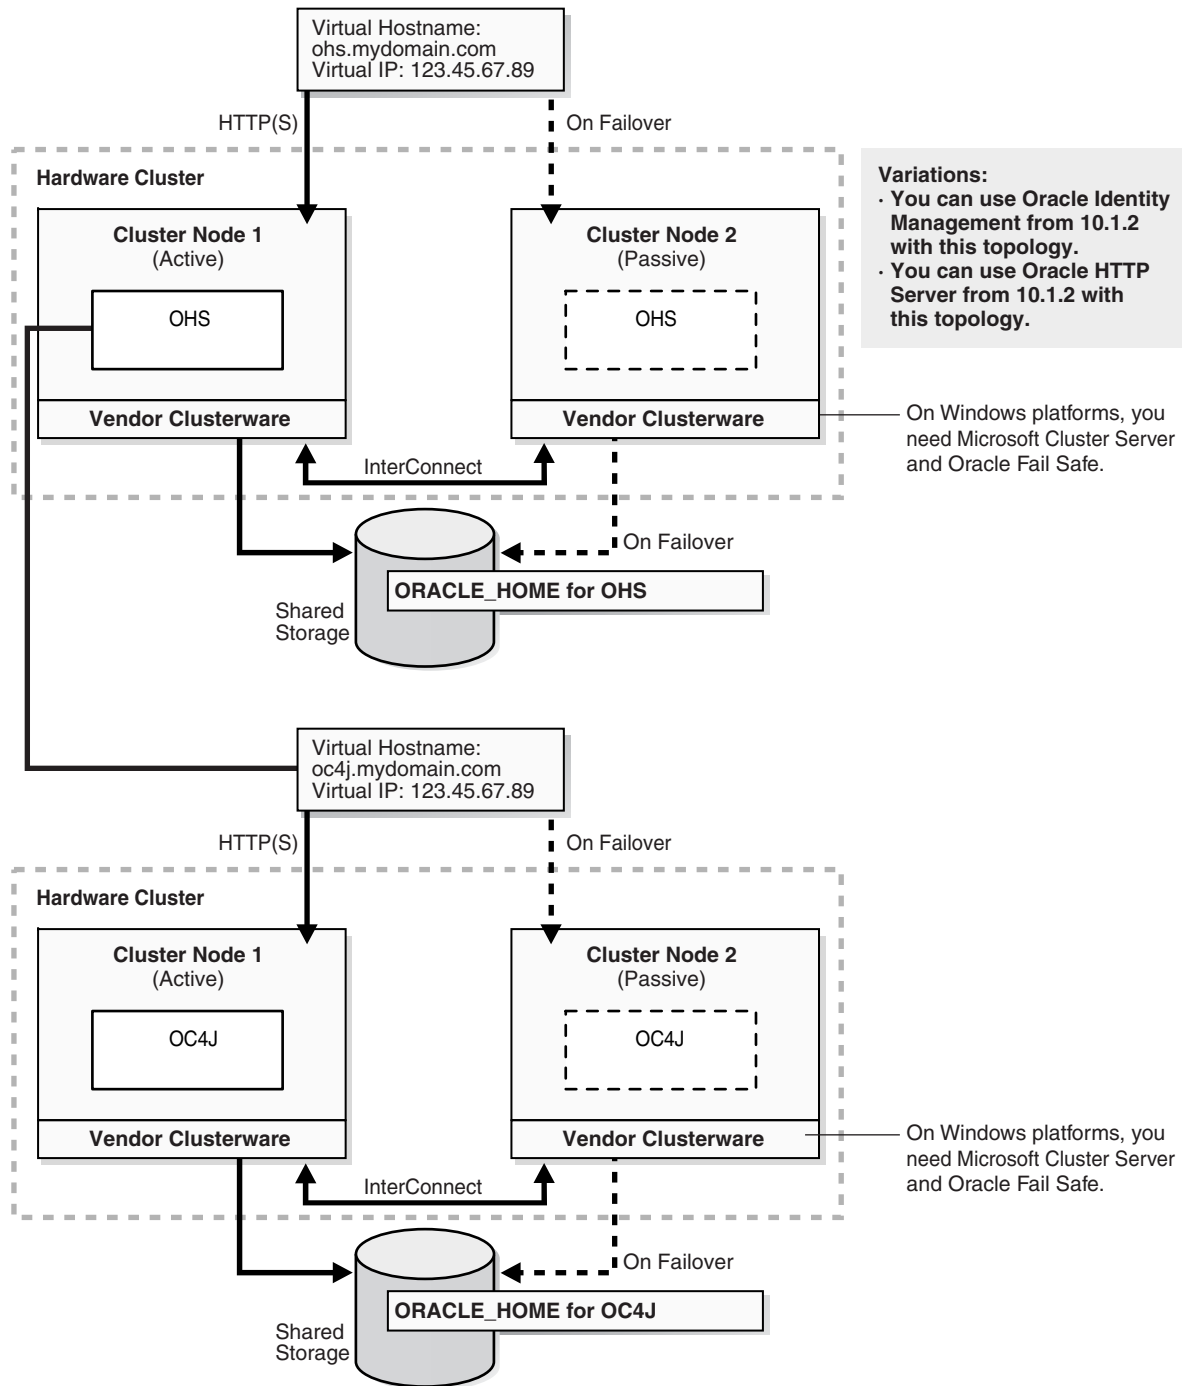 Virtual Hostname:
ohs.mydomain.com
Virtual IP: 123.45.67.89
HTTP(S)
On Failover
Hardware Cluster
Cluster Node 1
(Active)
OHS
Vendor Clusterware
Cluster Node 2
(Passive)
OHS
Vendor Clusterware
Variations:
· You can use Oracle Identity
Management from 10.1.2
with this topology.
· You can use Oracle HTTP
Server from 10.1.2 with
this topology.
On Windows platforms, you
need Microsoft Cluster Server
and Oracle Fail Safe.
InterConnect
On Failover
ORACLE_HOME for OHS
Shared
Storage
Virtual Hostname:
oc4j.mydomain.com
Virtual IP: 123.45.67.89
HTTP(S)
On Failover
Hardware Cluster
Cluster Node 1
(Active)
OC4J
Vendor Clusterware
Cluster Node 2
(Passive)
OC4J
Vendor Clusterware
On Windows platforms, you
need Microsoft Cluster Server
and Oracle Fail Safe.
InterConnect
On Failover
ORACLE_HOME for OC4J
Shared
Storage